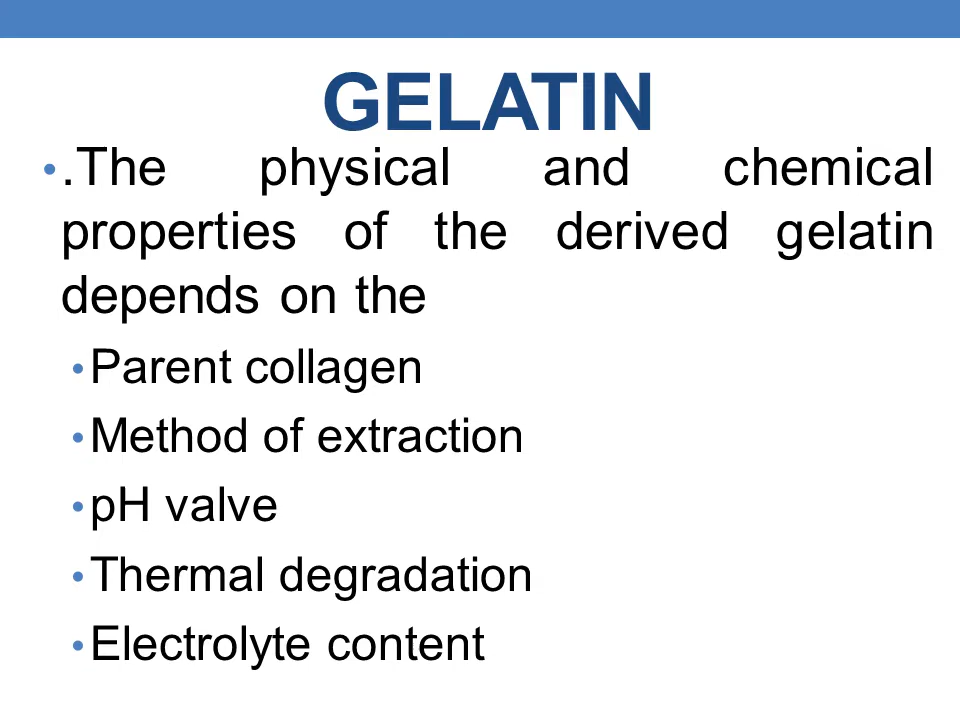 GELATIN
• .The physical and chemical
properties of the derived gelatin
depends on the
• Parent collagen
• Method of extraction
• pH valve
• Thermal degradation
• Electrolyte content